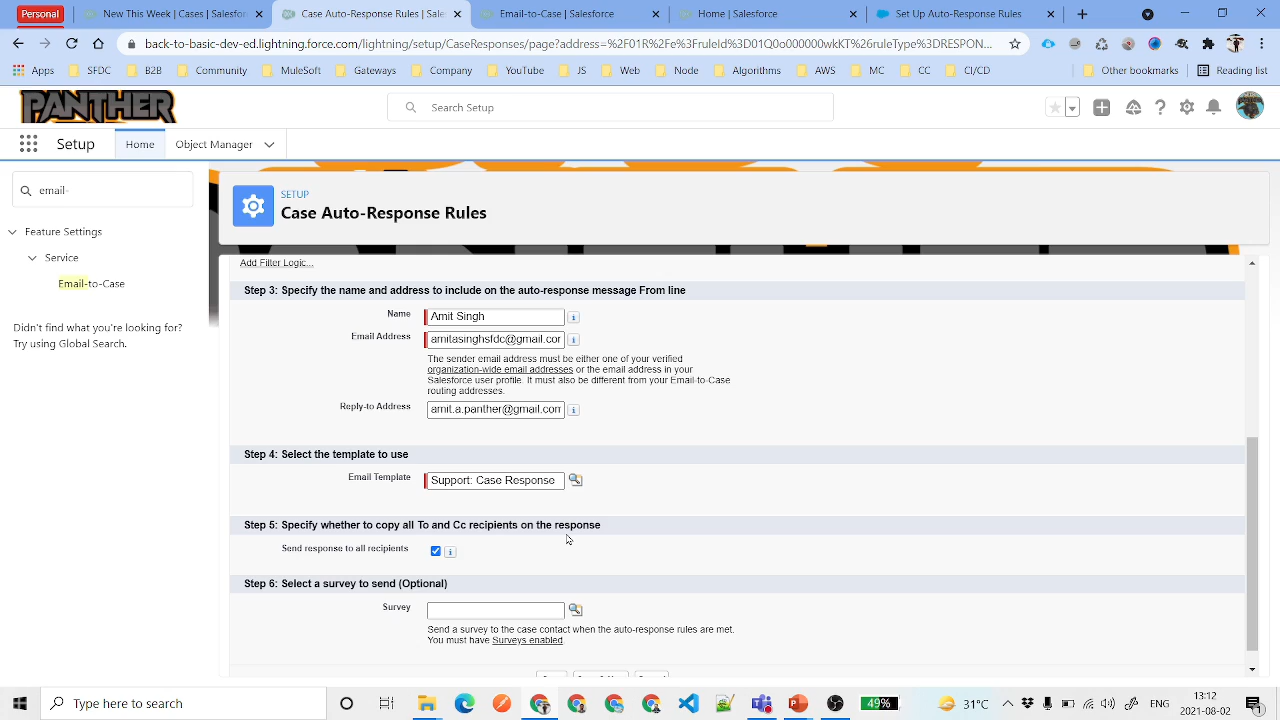 Personal
New This Week | Cases | Salesfor
Case Auto-Response Rules | Sales
Email-to-Case | Salesforce
Home | Salesforce
Set Up Auto-Response Rules
back-to-basic-dev-ed.lightning.force.com/lightning/setup/CaseResponses/page?address=%2F01R%2Fe%3FruleId%3D01Q0o000000wkKT%26ruleType%3DRESPON...
Apps
SFDC
B2B
Community
MuleSoft
Gateways
Company
YouTube
JS
Web
Node
Algorithms
AWS
MC
CC
CI/CD
Other bookmarks
Reading list
PANTHER
Search Setup
Setup
Home
Object Manager
email-
Feature Settings
Service
Email-to-Case
Didn't find what you're looking for?
Try using Global Search.
SETUP
Case Auto-Response Rules
Add Filter Logic...
Step 3: Specify the name and address to include on the auto-response message From line
Name
Amit Singh
Email Address
amitasinghsfdc@gmail.cor
The sender email address must be either one of your verified
organization-wide email addresses or the email address in your
Salesforce user profile. It must also be different from your Email-to-Case
routing addresses.
Reply-to Address
amit.a.panther@gmail.com
Step 4: Select the template to use
Email Template
Support: Case Response
Step 5: Specify whether to copy all To and Cc recipients on the response
Send response to all recipients
Step 6: Select a survey to send (Optional)
Survey
Send a survey to the case contact when the auto-response rules are met.
You must have Surveys enabled.
Type here to search
49%
31°C
ENG
13:12
2021-08-02